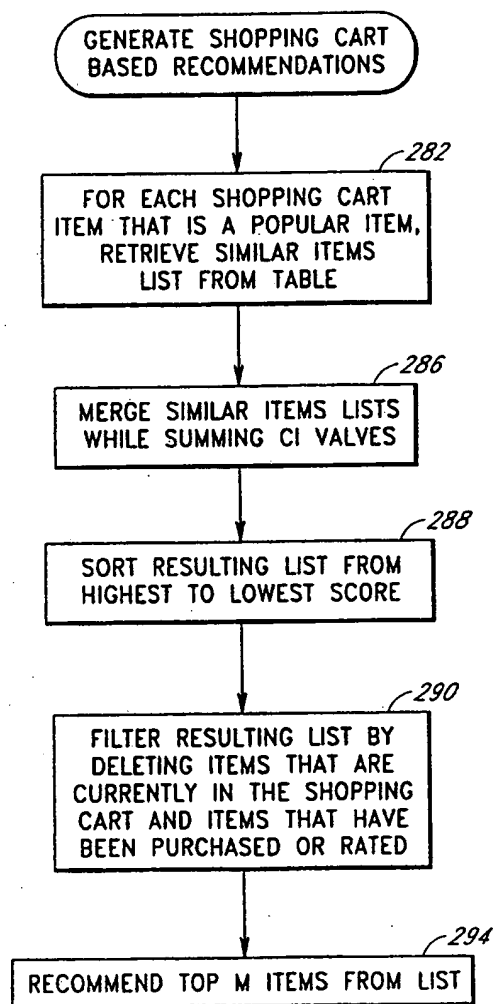 GENERATE SHOPPING CART
BASED RECOMMENDATIONS
282
FOR EACH SHOPPING CART
ITEM THAT IS A POPULAR ITEM,
RETRIEVE SIMILAR ITEMS
LIST FROM TABLE
286
MERGE SIMILAR ITEMS LISTS
WHILE SUMMING CI VALVES
288
SORT RESULTING LIST FROM
HIGHEST TO LOWEST SCORE
290
FILTER RESULTING LIST BY
DELETING ITEMS THAT ARE
CURRENTLY IN THE SHOPPING
CART AND ITEMS THAT HAVE
BEEN PURCHASED OR RATED
294
RECOMMEND TOP M ITEMS FROM LIST